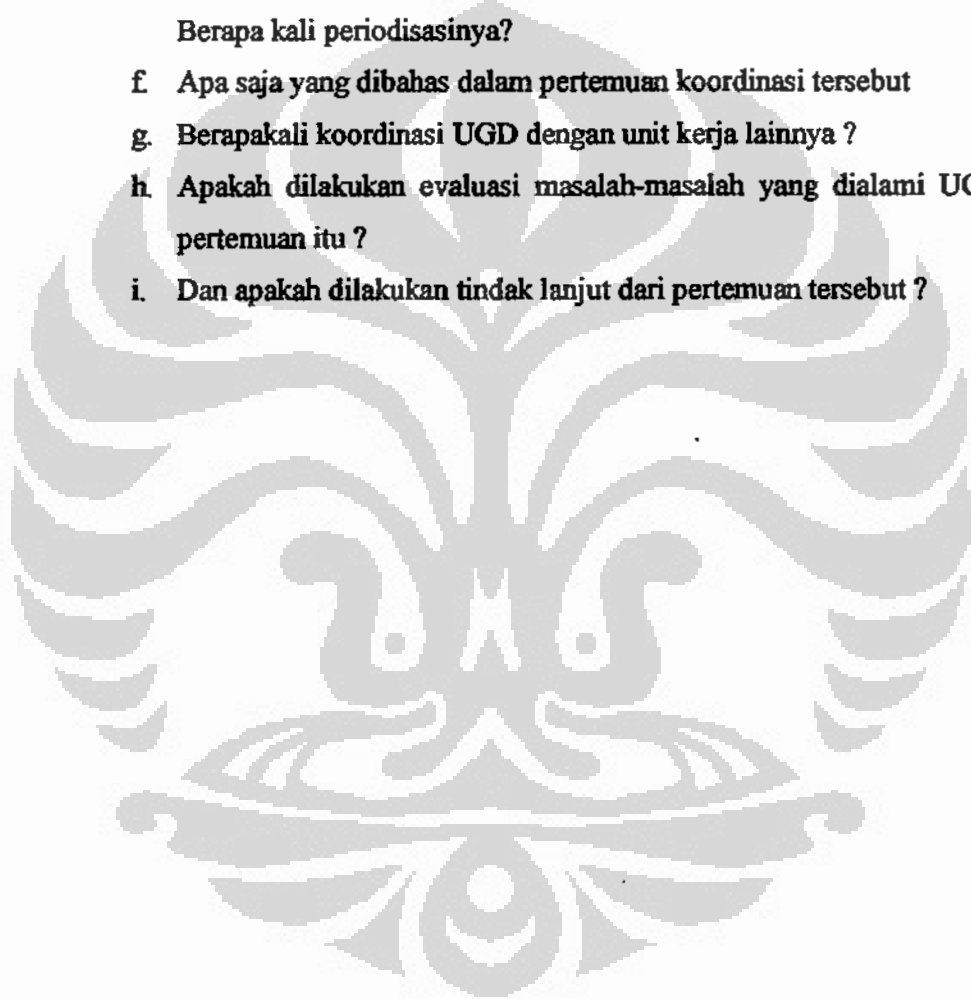 Berapa kali periodisasinya?
f. Apa saja yang dibahas dalam pertemuan koordinasi tersebut
g. Berapakali koordinasi UGD dengan unit kerja lainnya ?
h. Apakah dilakukan evaluasi masalah-masalah yang dialami
pertemuan itu ?
i. Dan apakah dilakukan tindak lanjut dari pertemuan tersebut ?